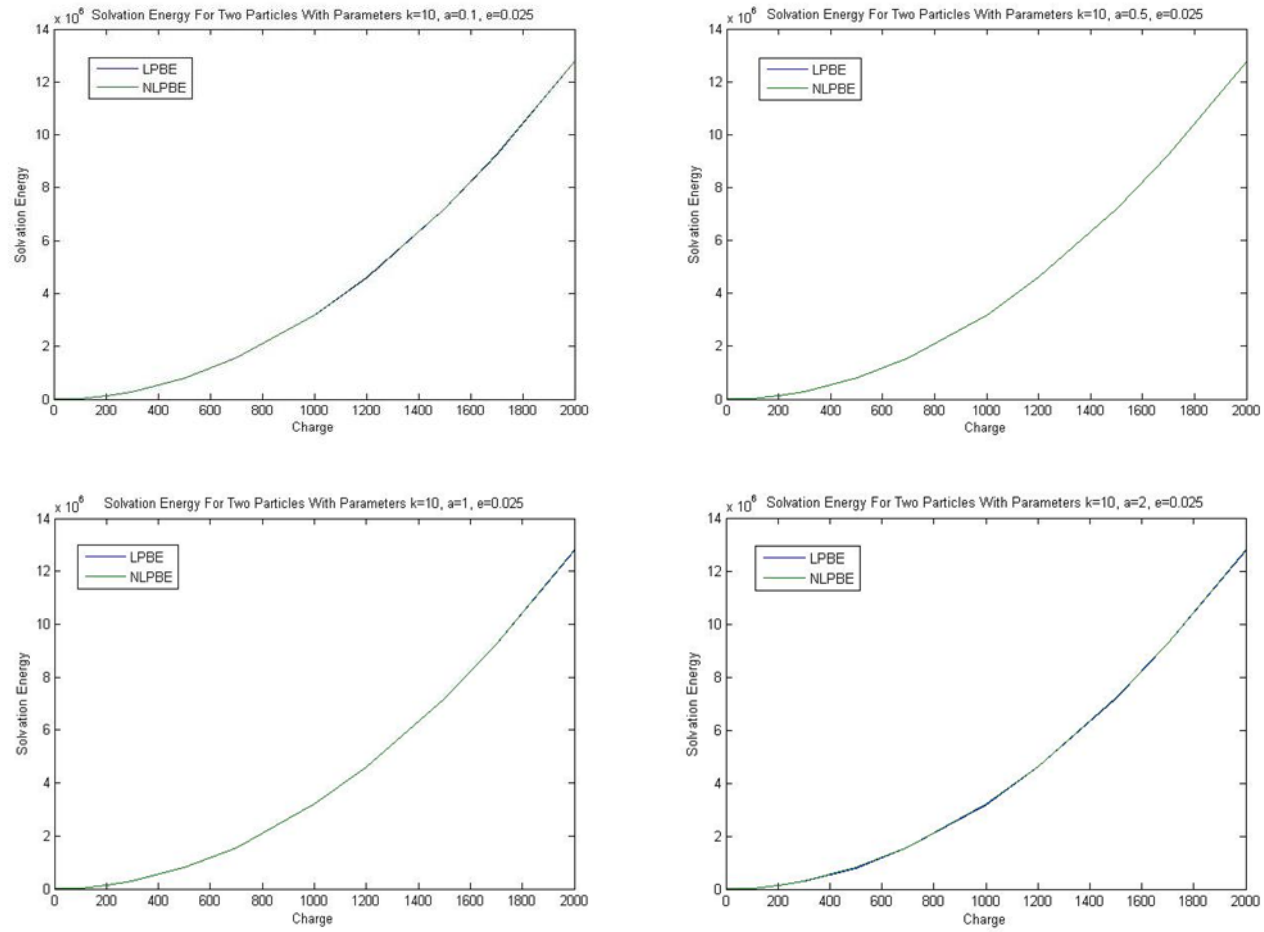 x 10^6 Solvation Energy For Two Particles With Parameters k=10, a=0.1, e=0.025
14
12
10
8
6
4
2
0
Solvation Energy
LPBE
NLPBE
0 200 400 600 800 1000 1200 1400 1600 1800 2000
Charge
x 10^6 Solvation Energy For Two Particles With Parameters k=10, a=0.5, e=0.025
14
12
10
8
6
4
2
0
Solvation Energy
LPBE
NLPBE
0 200 400 600 800 1000 1200 1400 1600 1800 2000
Charge
x 10^6 Solvation Energy For Two Particles With Parameters k=10, a=1, e=0.025
14
12
10
8
6
4
2
0
Solvation Energy
LPBE
NLPBE
0 200 400 600 800 1000 1200 1400 1600 1800 2000
Charge
x 10^6 Solvation Energy For Two Particles With Parameters k=10, a=2, e=0.025
14
12
10
8
6
4
2
0
Solvation Energy
LPBE
NLPBE
0 200 400 600 800 1000 1200 1400 1600 1800 2000
Charge